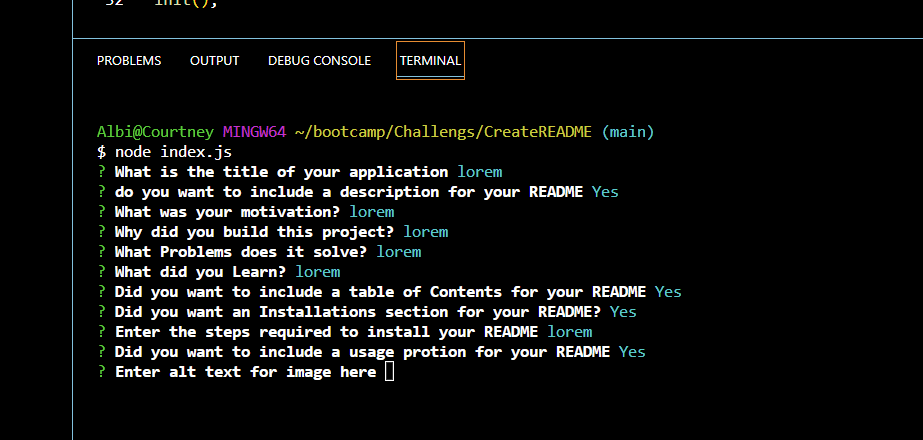 32 init();
PROBLEMS OUTPUT DEBUG CONSOLE TERMINAL
Albi@Courtney MINGW64 ~/bootcamp/Challengs/CreateREADME (main)
$ node index.js
? What is the title of your application lorem
? do you want to include a description for your README Yes
? What was your motivation? lorem
? Why did you build this project? lorem
? What Problems does it solve? lorem
? What did you Learn? lorem
? Did you want to include a table of Contents for your README Yes
? Did you want an Installations section for your README? Yes
? Enter the steps required to install your README lorem
? Did you want to include a usage protion for your README Yes
? Enter alt text for image here